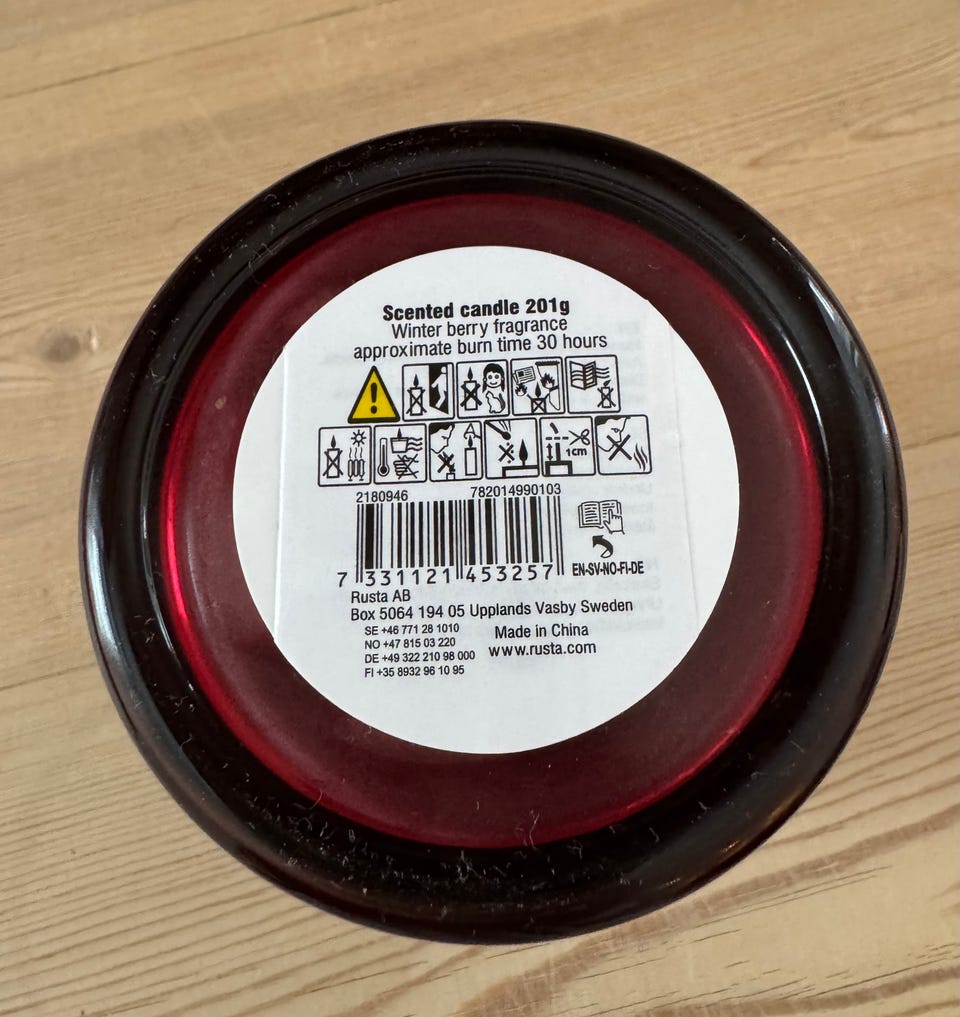 Scented candle 201g
Winter berry fragrance
approximate burn time 30 hours
1cm
2180946 782014990103
7 331121 453257
EN-SV-NO-FI-DE
Rusta AB
Box 5064 194 05 Upplands Vasby Sweden
SE +46 771 28 1010
NO +47 815 03 220
DE +49 322 210 98 000
FI +35 8932 96 10 95
Made in China
www.rusta.com